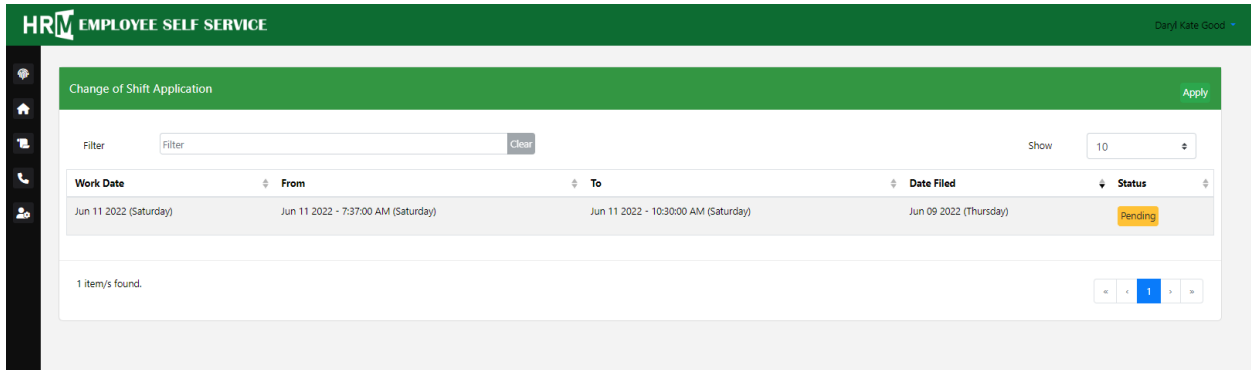 HRM EMPLOYEE SELF SERVICE
Daryl Kate Good
Change of Shift Application
Apply
Filter Filter Clear Show 10
Work Date From To Date Filed Status
Jun 11 2022 (Saturday) Jun 11 2022 - 7:37:00 AM (Saturday) Jun 11 2022 - 10:30:00 AM (Saturday) Jun 09 2022 (Thursday) Pending
1 item/s found.
« ‹ 1 › »